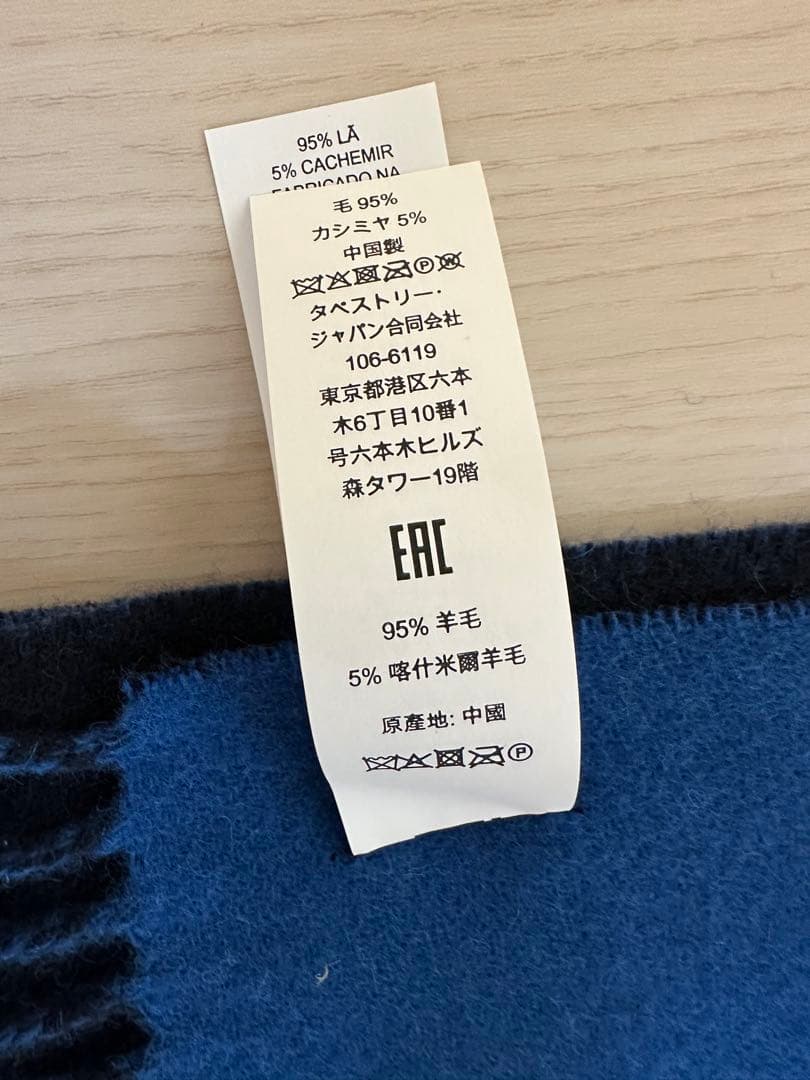 95% LÃ
5% CACHEMIR
FABRICADO NA
毛 95%
カシミヤ 5%
中国製
タペストリー・
ジャパン合同会社
106-6119
東京都港区六本
木6丁目10番1
号六本木ヒルズ
森タワー19階
EAC
95% 羊毛
5% 喀什米爾羊毛
原產地: 中國